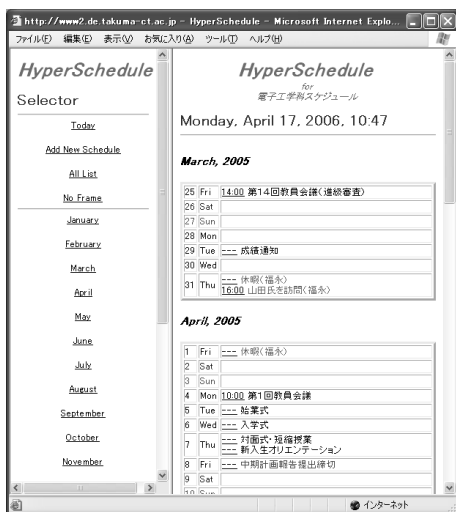 http://www2.de.takuma-ct.ac.jp - HyperSchedule - Microsoft Internet Explo...
ファイル(F) 編集(E) 表示(V) お気に入り(A) ツール(T) ヘルプ(H)
HyperSchedule
Selector
Today
Add New Schedule
All List
No Frame
January
February
March
April
May
June
July
August
September
October
November
HyperSchedule
for
電子工学科スケジュール
Monday, April 17, 2006, 10:47
March, 2005
25 Fri 14:00 第14回教員会議(進級審査)
26 Sat
27 Sun
28 Mon
29 Tue --- 成績通知
30 Wed
31 Thu --- 休暇(福永)
16:00 山田氏を訪問(福永)
April, 2005
1 Fri --- 休暇(福永)
2 Sat
3 Sun
4 Mon 10:00 第1回教員会議
5 Tue --- 始業式
6 Wed --- 入学式
7 Thu --- 対面式・短縮授業
--- 新入生オリエンテーション
8 Fri --- 中期計画報告提出締切
9 Sat
10 Sun
インターネット